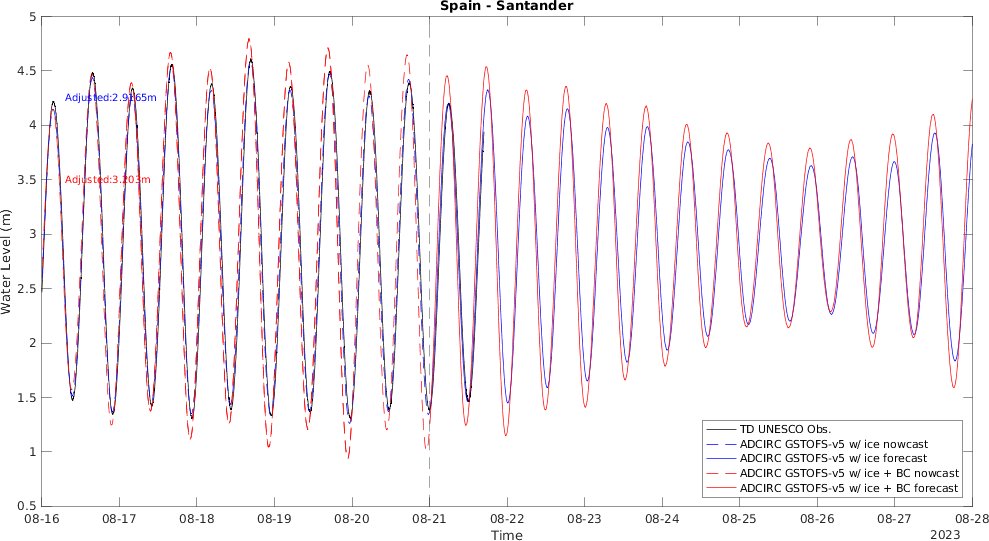 Spain - Santander
5
4.5
4
3.5
3
2.5
2
1.5
1
0.5
Water Level (m)
Adjusted:2.9765m
Adjusted:3.203m
TD UNESCO Obs.
ADCIRC GSTOFS-v5 w/ ice nowcast
ADCIRC GSTOFS-v5 w/ ice forecast
ADCIRC GSTOFS-v5 w/ ice + BC nowcast
ADCIRC GSTOFS-v5 w/ ice + BC forecast
08-16 08-17 08-18 08-19 08-20 08-21 08-22 08-23 08-24 08-25 08-26 08-27 08-28
Time
2023